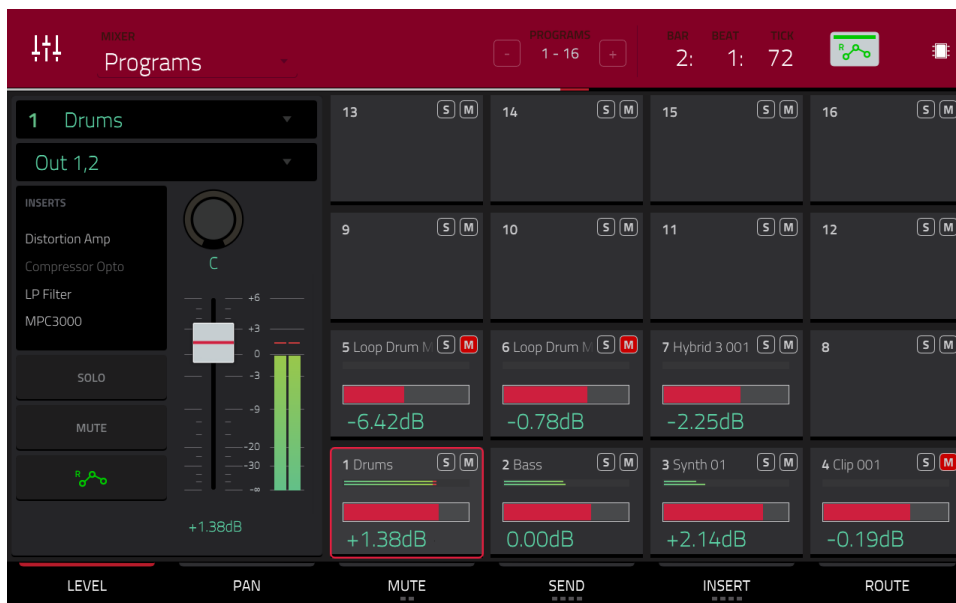 MIXER
Programs
PROGRAMS
- 1 - 16 +
BAR BEAT TICK
2: 1: 72
R
1 Drums
Out 1,2
INSERTS
Distortion Amp
Compressor Opto
LP Filter
MPC3000
SOLO
MUTE
R
C
+6
+3
0
-3
-9
-20
-30
-∞
+1.38dB
13 S M
14 S M
15 S M
16 S M
9 S M
10 S M
11 S M
12 S M
5 Loop Drum S M
-6.42dB
6 Loop Drum S M
-0.78dB
7 Hybrid 3 001 S M
-2.25dB
8 S M
1 Drums S M
+1.38dB
2 Bass S M
0.00dB
3 Synth 01 S M
+2.14dB
4 Clip 001 S M
-0.19dB
LEVEL PAN MUTE SEND INSERT ROUTE